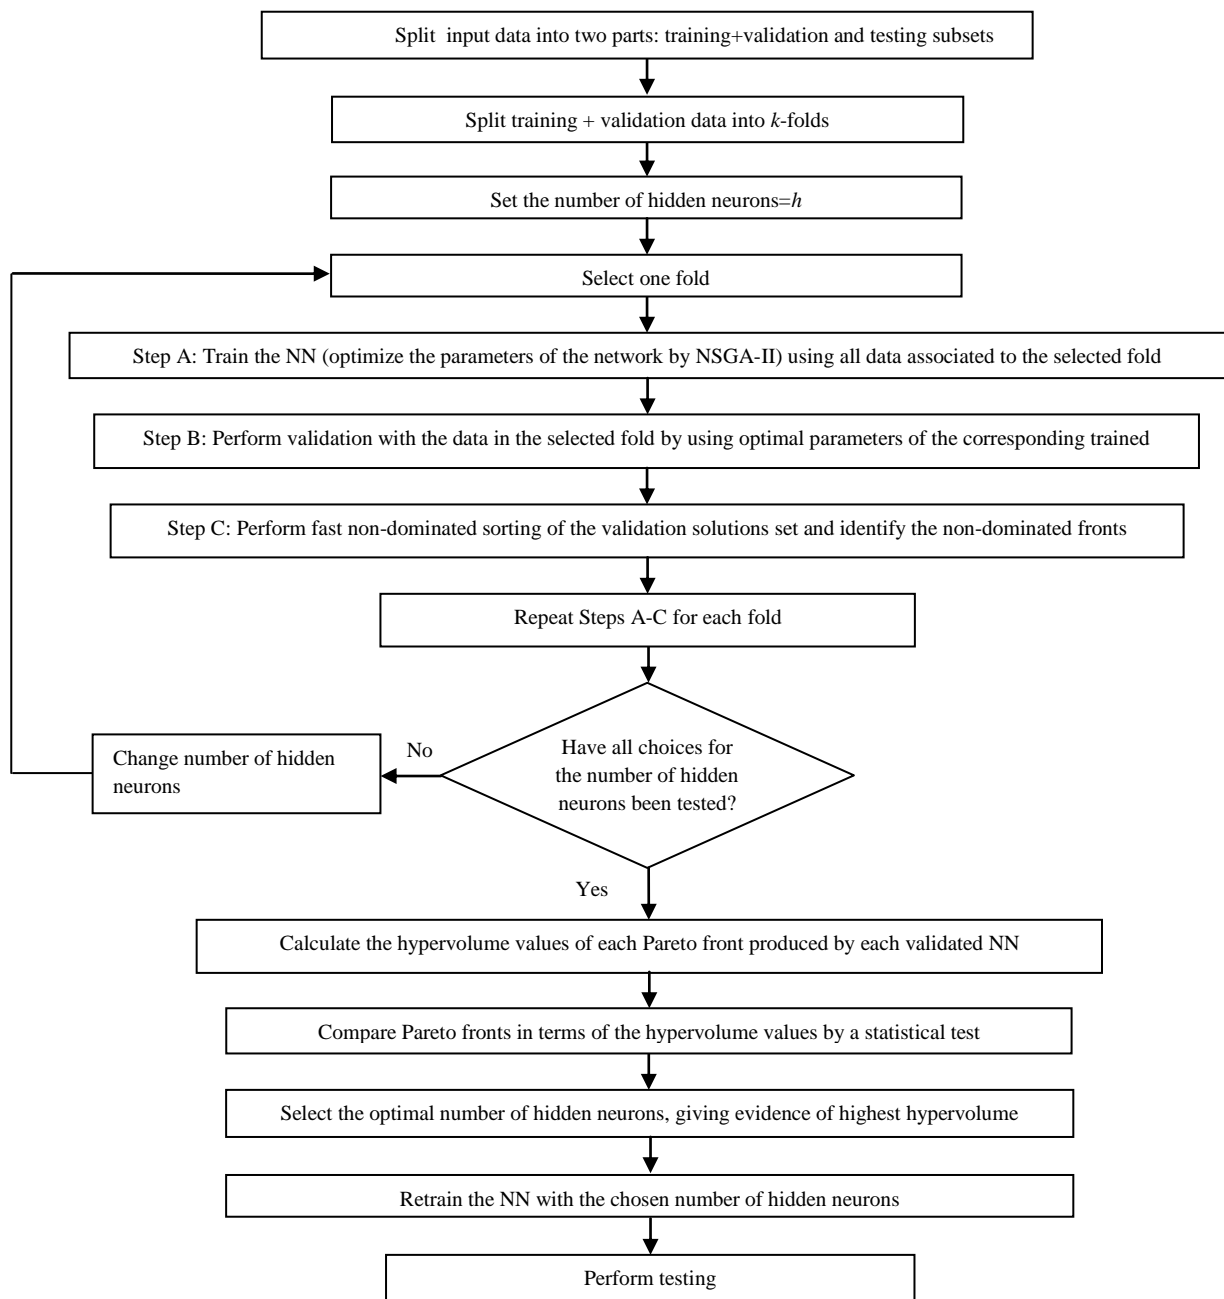 Split input data into two parts: training+validation and testing subsets
Split training + validation data into k-folds
Set the number of hidden neurons=h
Select one fold
Step A: Train the NN (optimize the parameters of the network by NSGA-II) using all data associated to the selected fold
Step B: Perform validation with the data in the selected fold by using optimal parameters of the corresponding trained
Step C: Perform fast non-dominated sorting of the validation solutions set and identify the non-dominated fronts
Repeat Steps A-C for each fold
Have all choices for
the number of hidden
neurons been tested?
No
Change number of hidden
neurons
Yes
Calculate the hypervolume values of each Pareto front produced by each validated NN
Compare Pareto fronts in terms of the hypervolume values by a statistical test
Select the optimal number of hidden neurons, giving evidence of highest hypervolume
Retrain the NN with the chosen number of hidden neurons
Perform testing